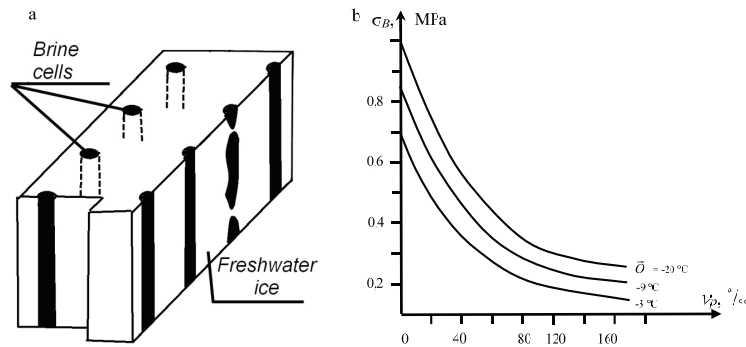 a
Brine
cells
Freshwater
ice
b
σB, MPa
0.8
0.6
0.4
0.2
Õ = -20 °C
-9 °C
-3 °C
νp, °/
0 40 80 120 160